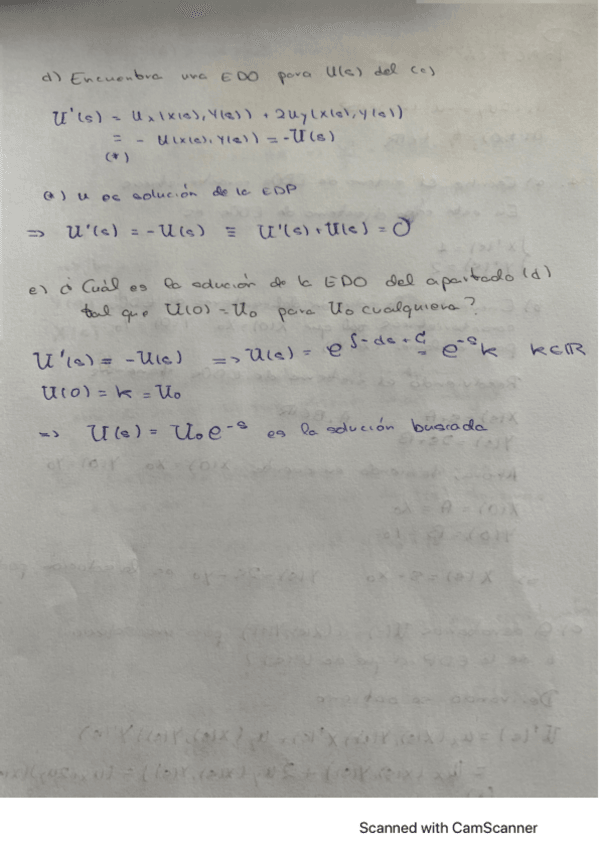 d) Encuentra una EDO para U(s) del (c)
U'(s) = ux(x(s), y(s)) + 2uy(x(s), y(s))
= - u(x(s), y(s)) = -U(s)
(*)
(*) u es solución de la EDP
=> U'(s) = -U(s) ≡ U'(s) + U(s) = 0
e) ¿Cuál es la solución de la EDO del apartado (d)
tal que U(0) = U0 para U0 cualquiera?
U'(s) = -U(s) => U(s) = e^{∫- ds + C} = e^{-s} k k∈ℝ
U(0) = k = U0
=> U(s) = U0 e^{-s} es la solución buscada
Scanned with CamScanner